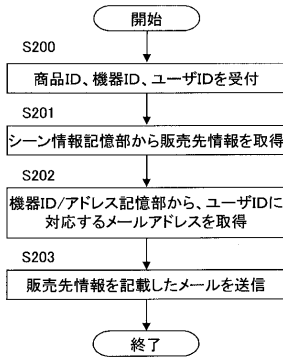 開始
S200
商品ID、機器ID、ユーザIDを受付
S201
シーン情報記憶部から販売先情報を取得
S202
機器ID/アドレス記憶部から、ユーザIDに
対応するメールアドレスを取得
S203
販売先情報を記載したメールを送信
終了